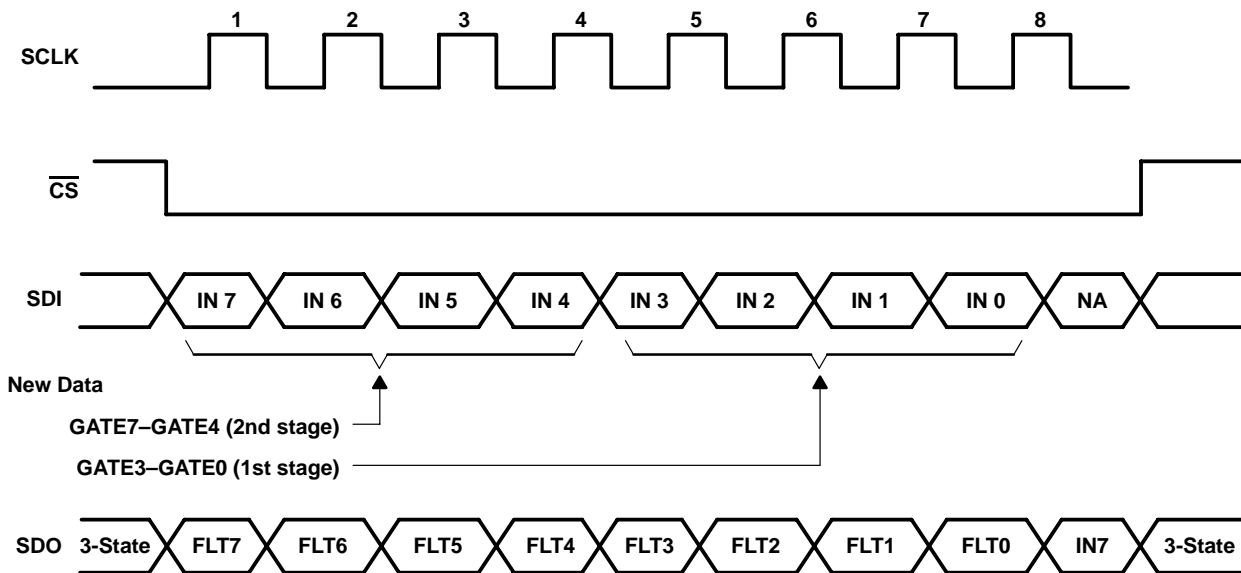 1 2 3 4 5 6 7 8
SCLK
CS
SDI IN 7 IN 6 IN 5 IN 4 IN 3 IN 2 IN 1 IN 0 NA
New Data
GATE7–GATE4 (2nd stage)
GATE3–GATE0 (1st stage)
SDO 3-State FLT7 FLT6 FLT5 FLT4 FLT3 FLT2 FLT1 FLT0 IN7 3-State